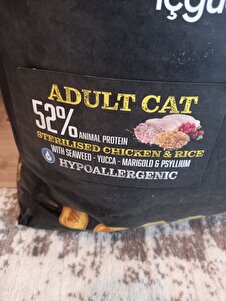 ADULT CAT
52%
ANIMAL PROTEIN
STERILISED CHICKEN & RICE
WITH SEAWEED - YUCCA - MARIGOLD & PSYLLIUM
HYPOALLERGENIC